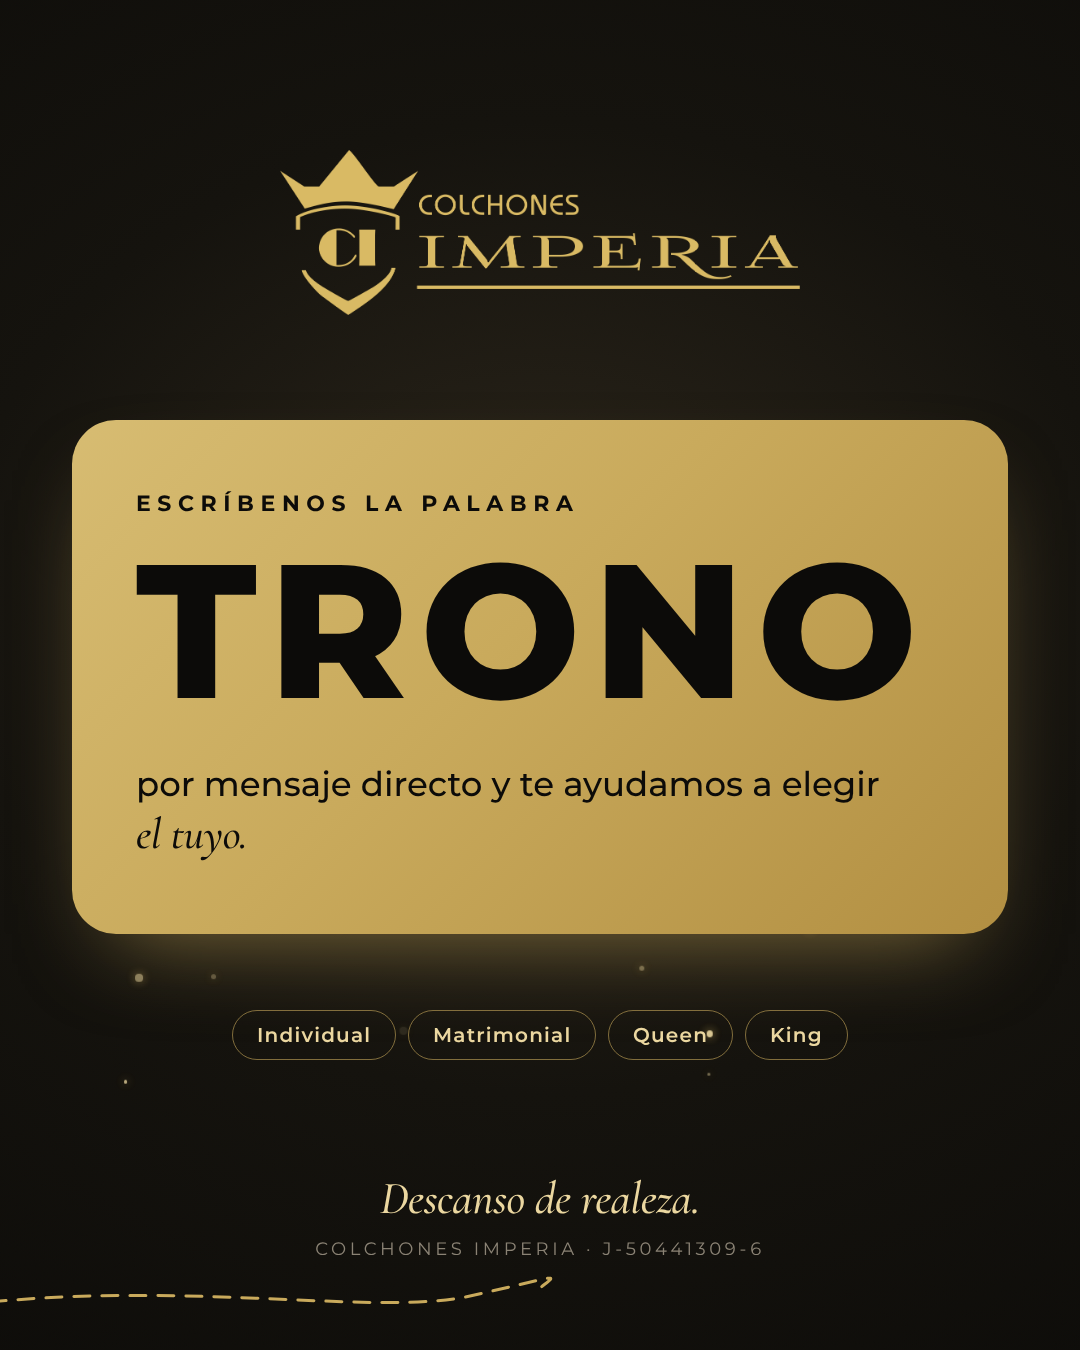 COLCHONES
IMPERIA
CI
ESCRÍBENOS LA PALABRA
TRONO
por mensaje directo y te ayudamos a elegir
el tuyo.
Individual
Matrimonial
Queen
King
Descanso de realeza.
COLCHONES IMPERIA · J-50441309-6